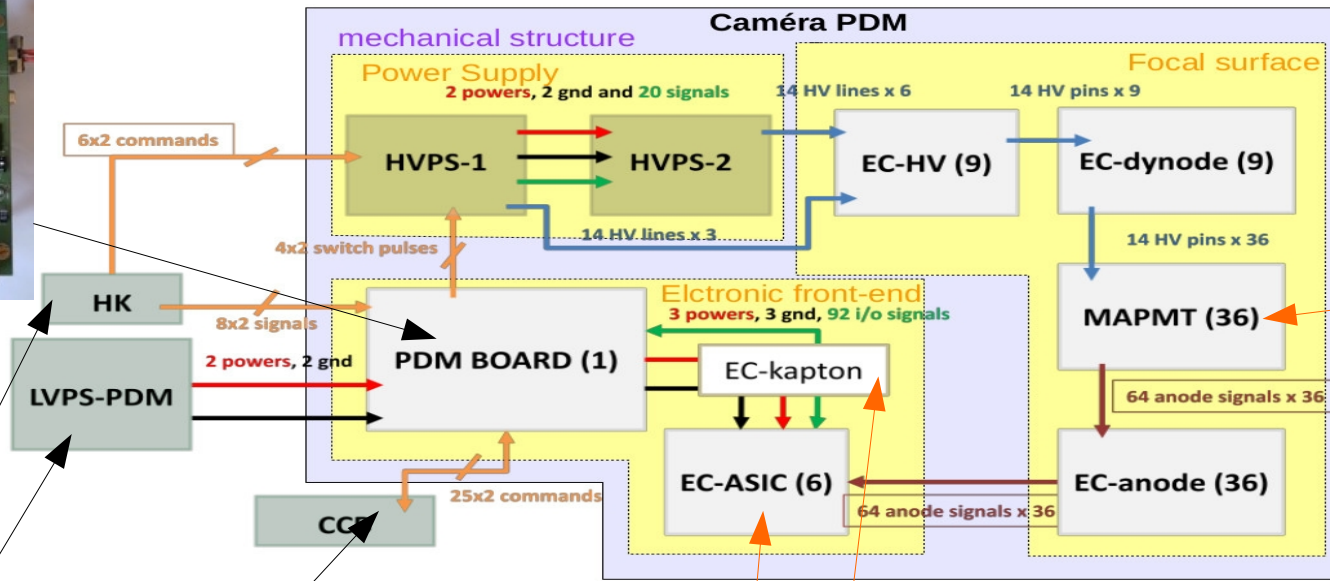 Caméra PDM
mechanical structure
Focal surface
Power Supply
2 powers, 2 gnd and 20 signals
14 HV lines x 6
14 HV pins x 9
6x2 commands
HVPS-1
HVPS-2
EC-HV (9)
EC-dynode (9)
14 HV lines x 3
4x2 switch pulses
14 HV pins x 36
HK
8x2 signals
Elctronic front-end
3 powers, 3 gnd, 92 i/o signals
MAPMT (36)
2 powers, 2 gnd
PDM BOARD (1)
EC-kapton
LVPS-PDM
64 anode signals x 36
EC-ASIC (6)
EC-anode (36)
25x2 commands
64 anode signals x 36